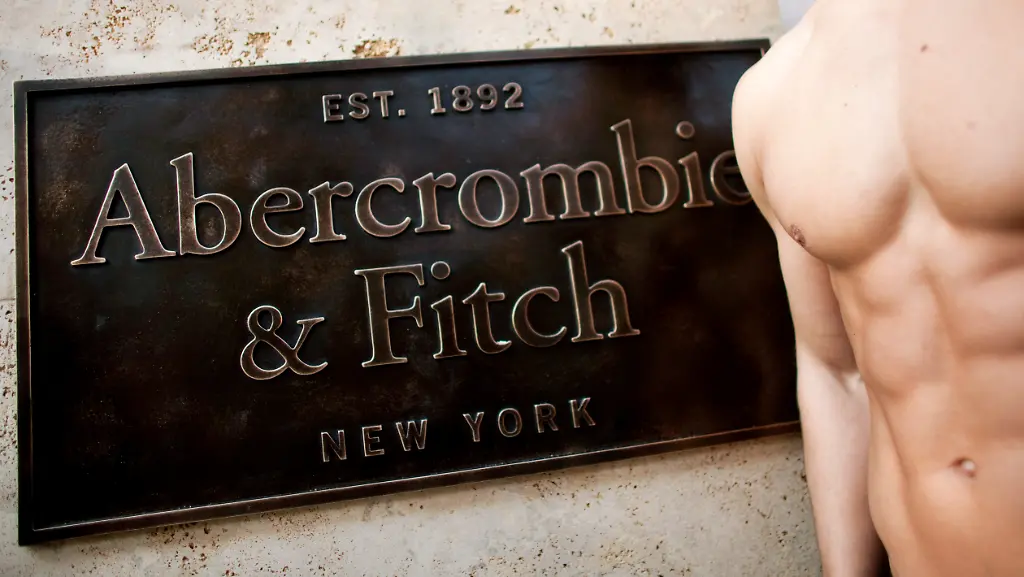 EST. 1892
Abercrombie
& Fitch
NEW YORK